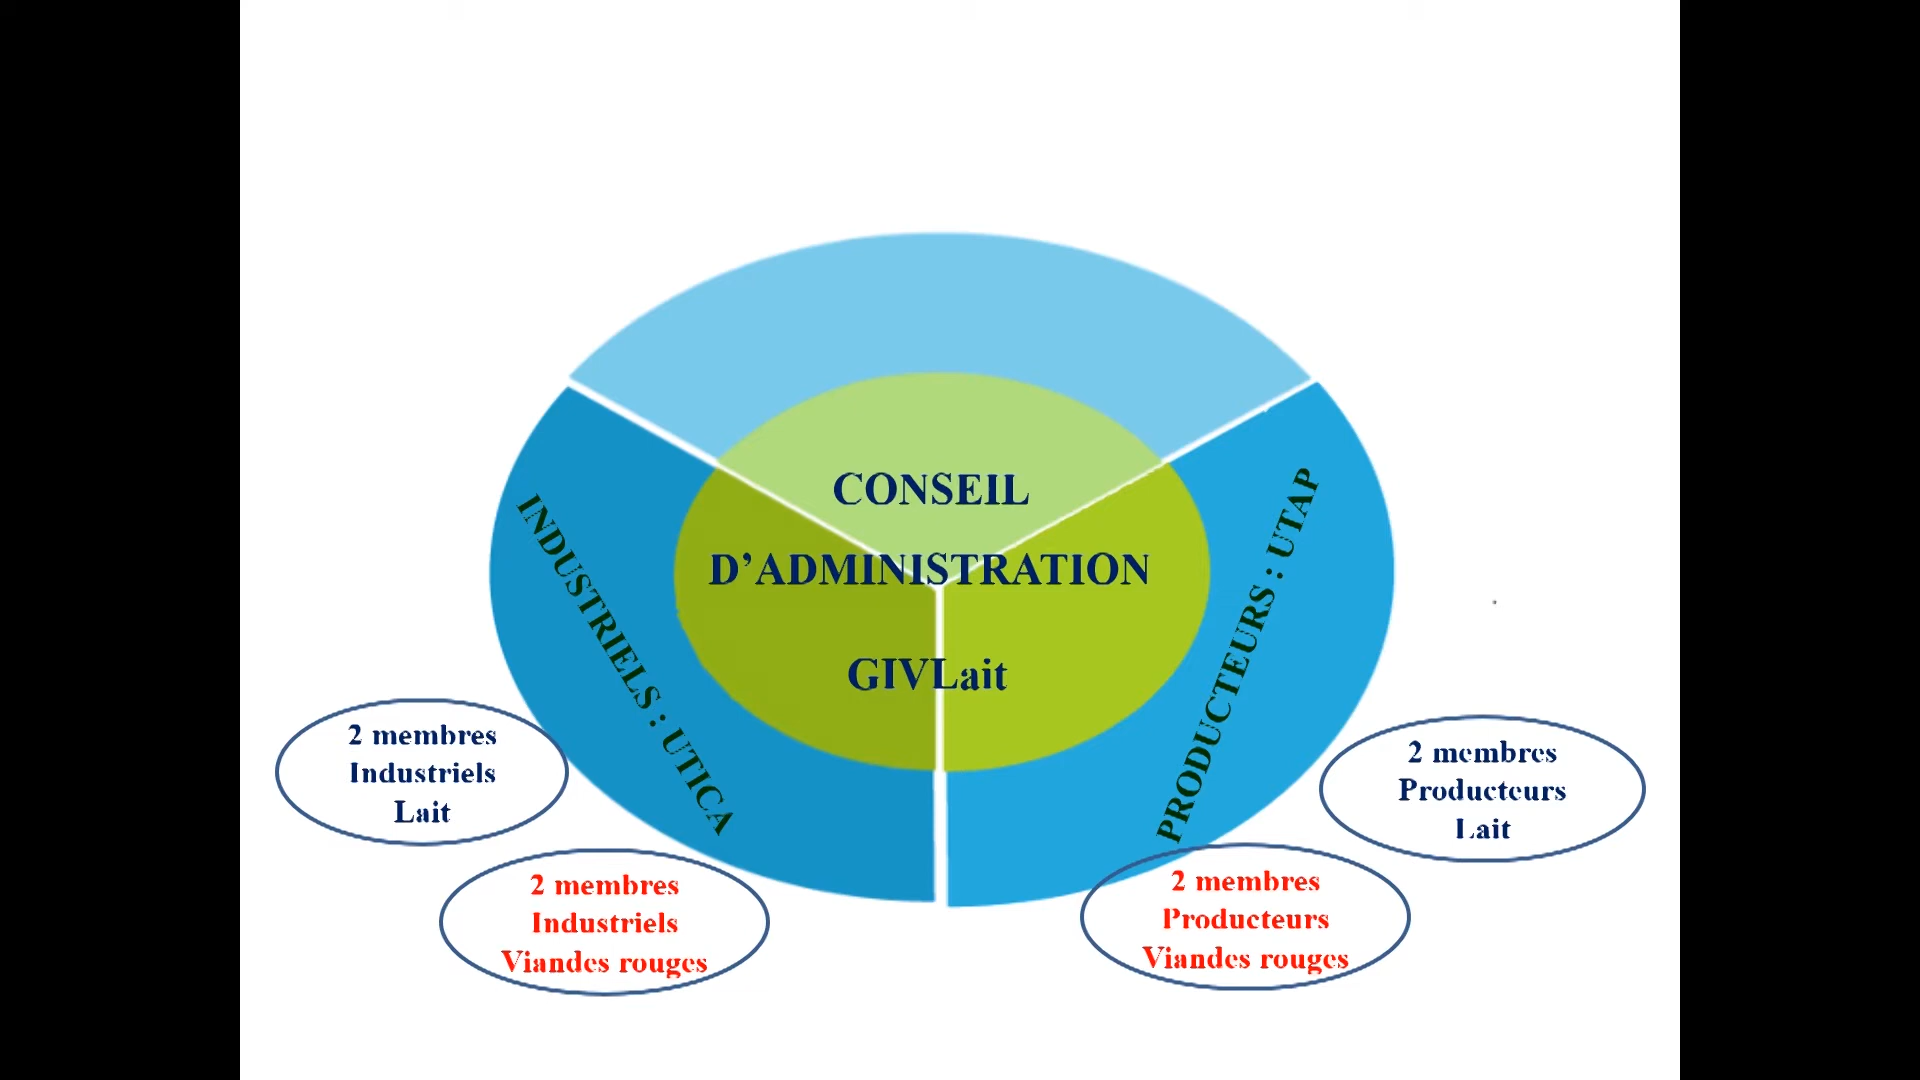 CONSEIL
D’ADMINISTRATION
GIVLait
INDUSTRIELS : UTICA
PRODUCTEURS : UTAP
2 membres
Industriels
Lait
2 membres
Industriels
Viandes rouges
2 membres
Producteurs
Viandes rouges
2 membres
Producteurs
Lait